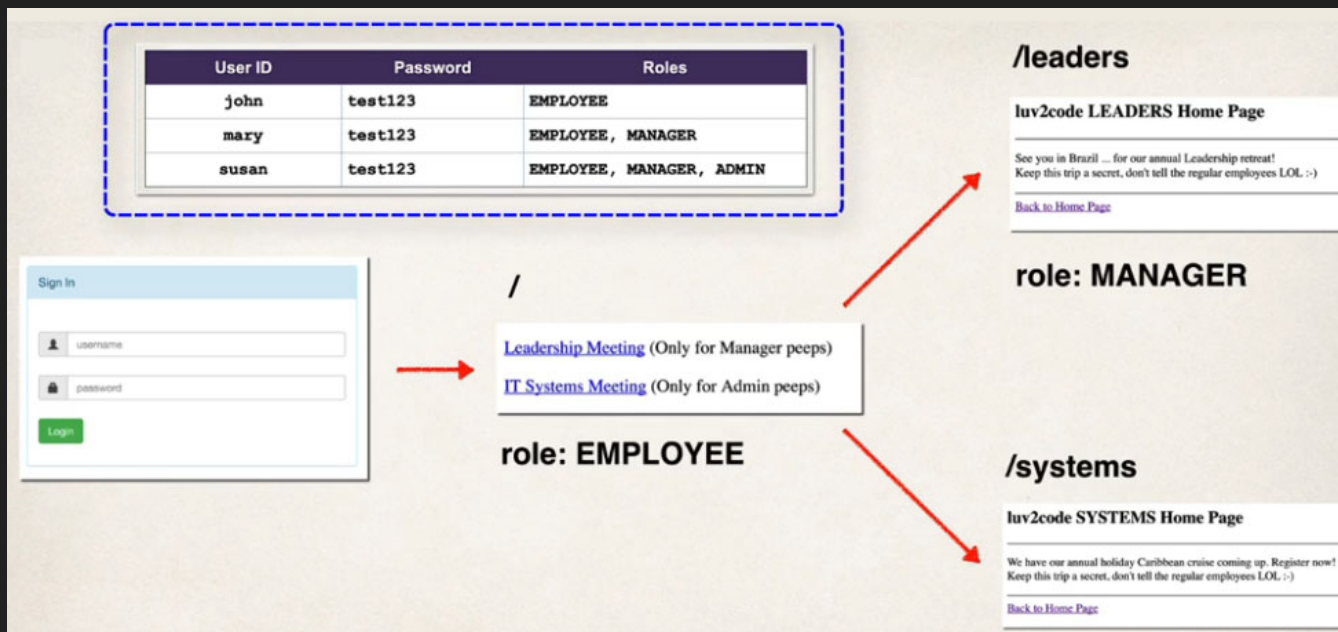 User ID Password Roles
john test123 EMPLOYEE
mary test123 EMPLOYEE, MANAGER
susan test123 EMPLOYEE, MANAGER, ADMIN
Sign In
username
password
Login
/
Leadership Meeting (Only for Manager peeps)
IT Systems Meeting (Only for Admin peeps)
role: EMPLOYEE
/leaders
luv2code LEADERS Home Page
See you in Brazil ... for our annual Leadership retreat!
Keep this trip a secret, don't tell the regular employees LOL :-)
Back to Home Page
role: MANAGER
/systems
luv2code SYSTEMS Home Page
We have our annual holiday Caribbean cruise coming up. Register now!
Keep this trip a secret, don't tell the regular employees LOL :-)
Back to Home Page